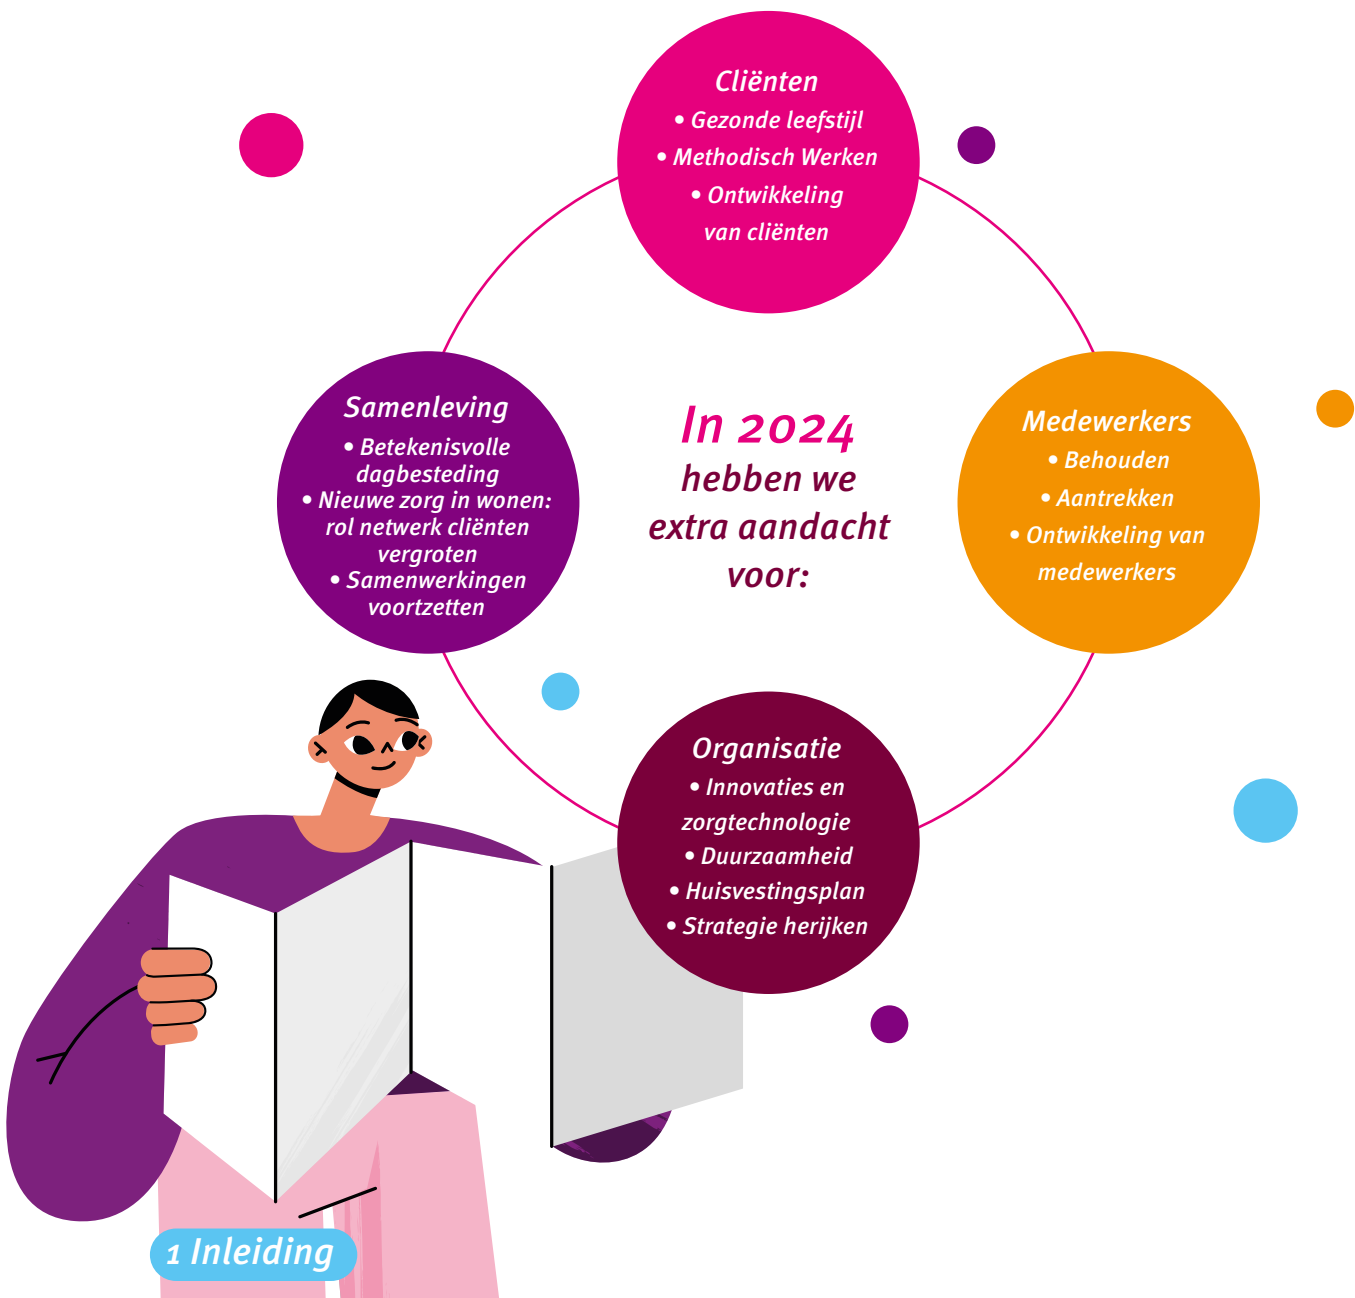 Cliënten
• Gezonde leefstijl
• Methodisch Werken
• Ontwikkeling
van cliënten
Samenleving
• Betekenisvolle
dagbesteding
• Nieuwe zorg in wonen:
rol netwerk cliënten
vergroten
• Samenwerkingen
voortzetten
In 2024
hebben we
extra aandacht
voor:
Medewerkers
• Behouden
• Aantrekken
• Ontwikkeling van
medewerkers
Organisatie
• Innovaties en
zorgtechnologie
• Duurzaamheid
• Huisvestingsplan
• Strategie herijken
1 Inleiding